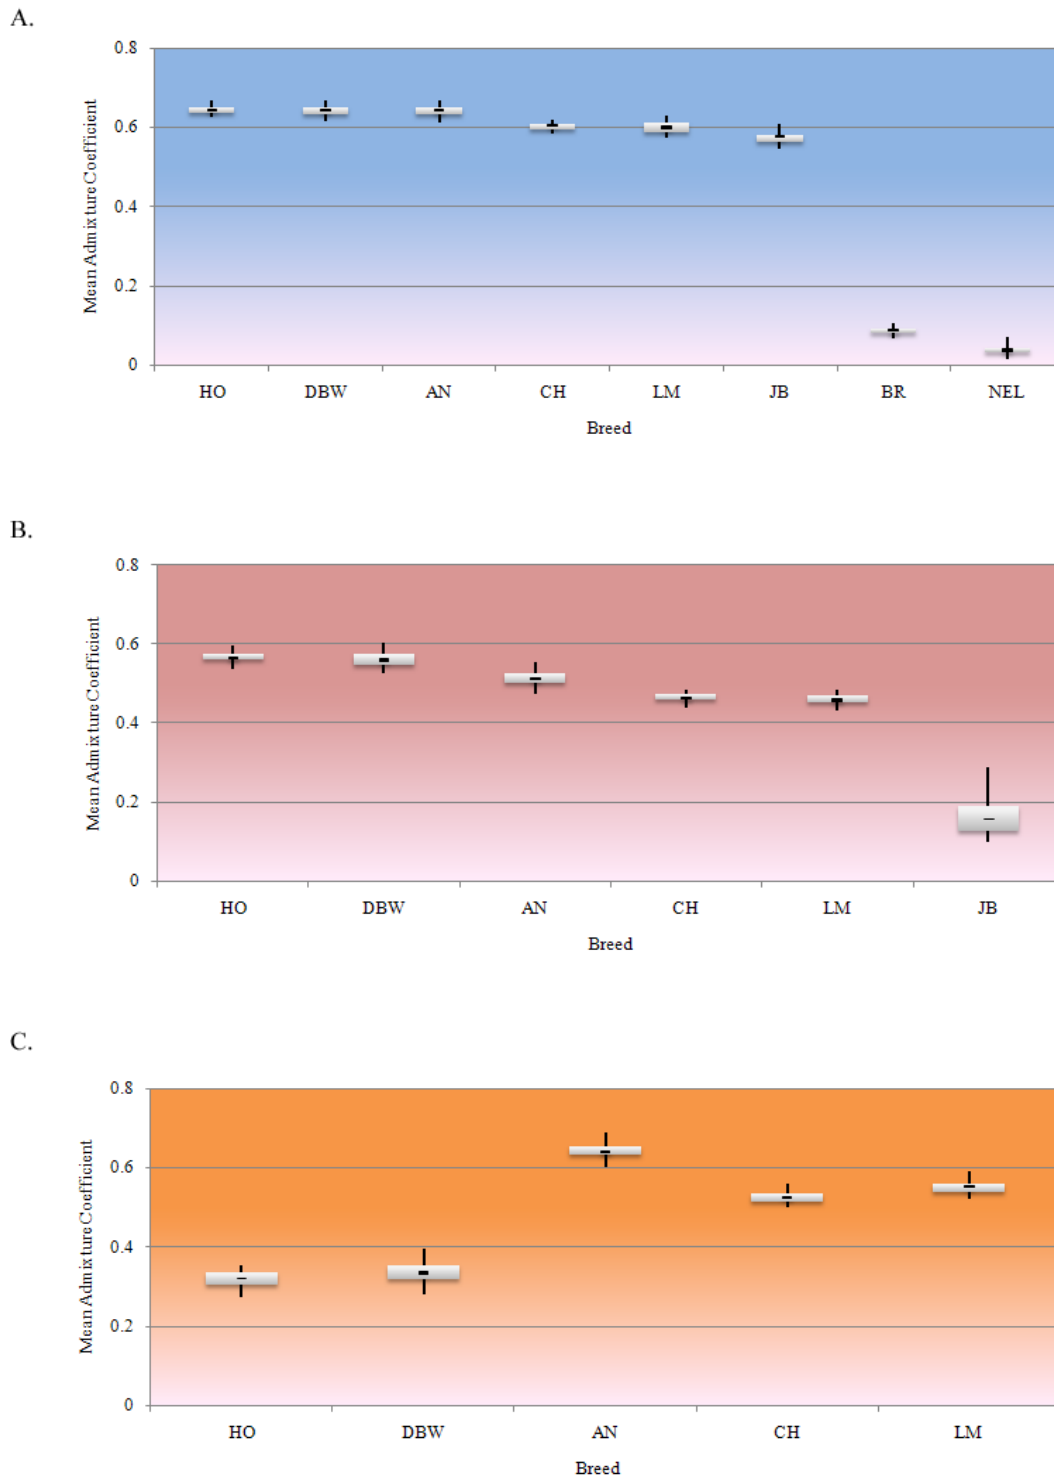 A.
0.8
0.6
0.4
0.2
0
Mean Admixture Coefficient
HO DBW AN CH LM JB BR NEL
Breed
B.
0.8
0.6
0.4
0.2
0
Mean Admixture Coefficient
HO DBW AN CH LM JB
Breed
C.
0.8
0.6
0.4
0.2
0
Mean Admixture Coefficient
HO DBW AN CH LM
Breed